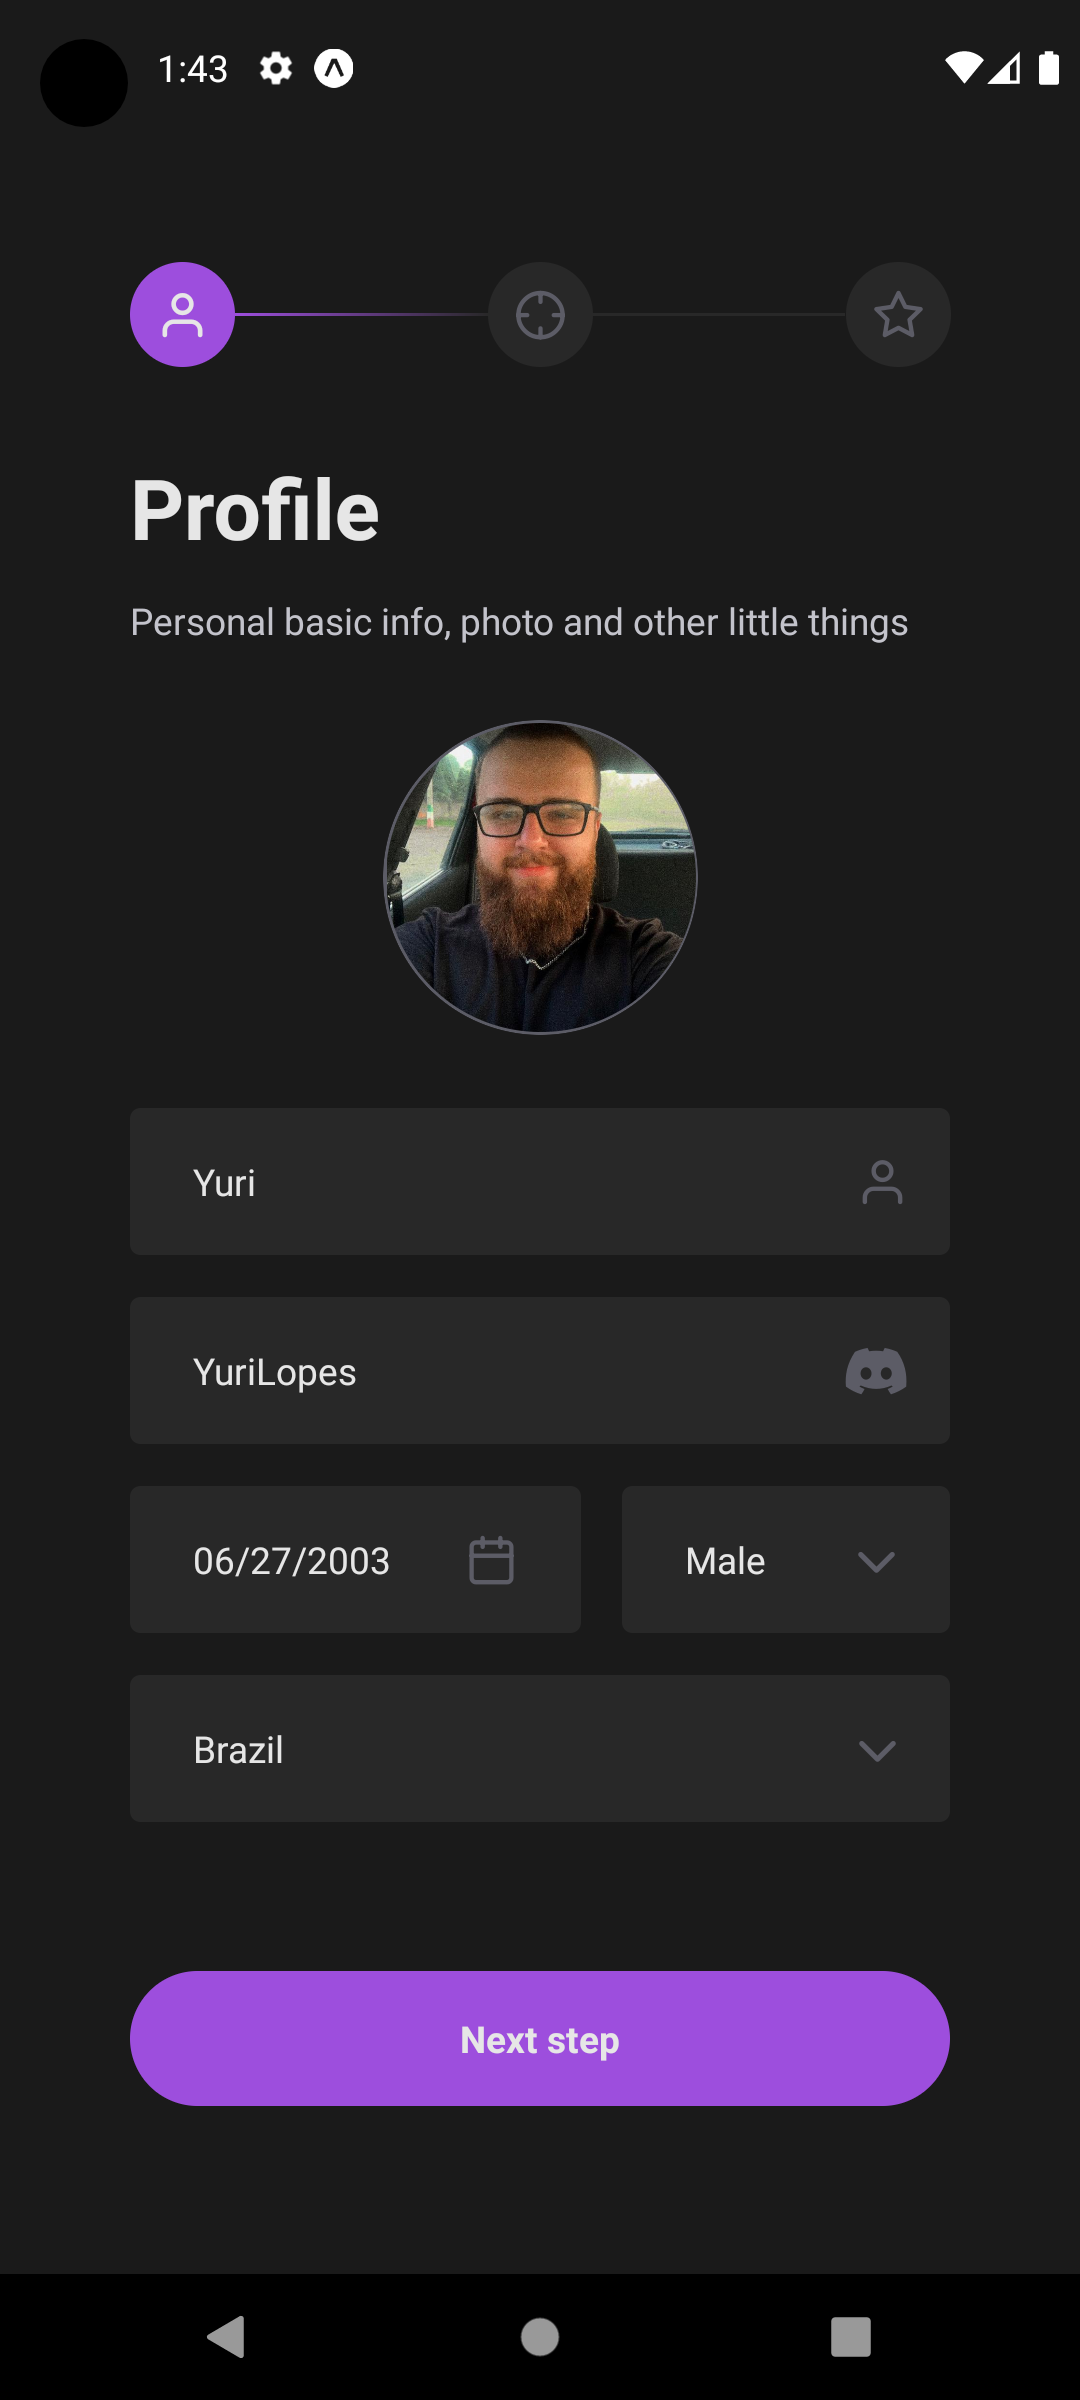 1:43
Profile
Personal basic info, photo and other little things
Yuri
YuriLopes
06/27/2003
Male
Brazil
Next step